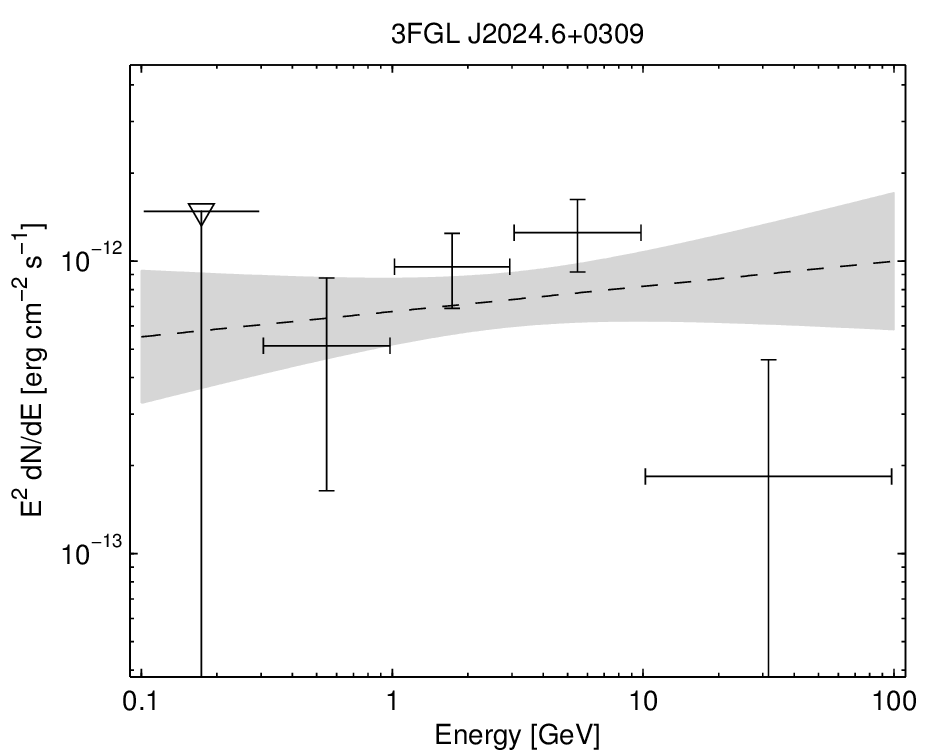 3FGL J2024.6+0309
E² dN/dE [erg cm⁻² s⁻¹]
10⁻¹²
10⁻¹³
0.1 1 10 100
Energy [GeV]